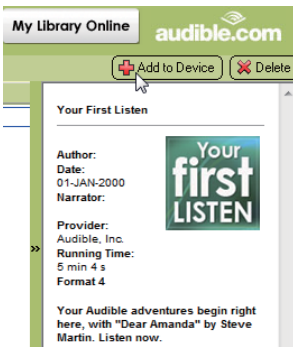 My Library Online
audible.com
Add to Device
Delete
Your First Listen
Author:
Date:
01-JAN-2000
Narrator:
Your
first
LISTEN
Provider:
Audible, Inc.
Running Time:
5 min 4 s
Format 4
»
Your Audible adventures begin right
here, with "Dear Amanda" by Steve
Martin. Listen now.